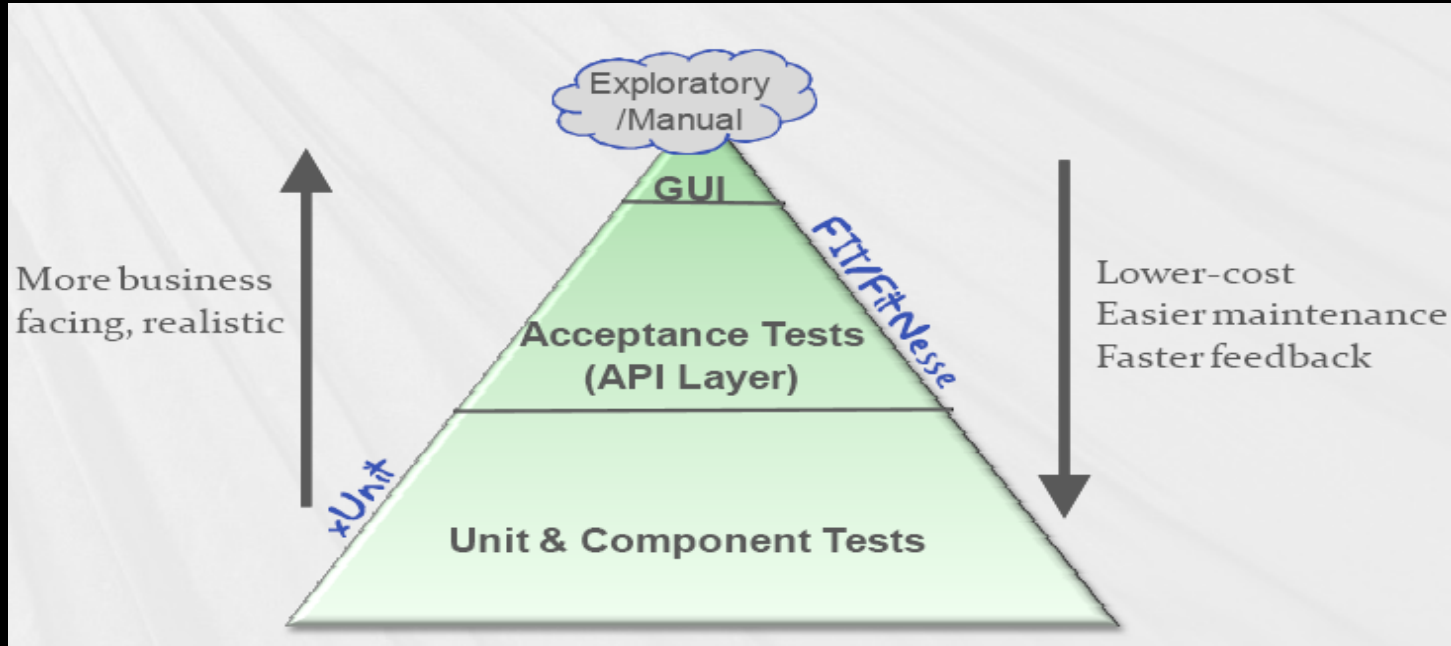 Exploratory
/Manual
GUI
FIT/FitNesse
More business
facing, realistic
Lower-cost
Easier maintenance
Faster feedback
Acceptance Tests
(API Layer)
xUnit
Unit & Component Tests